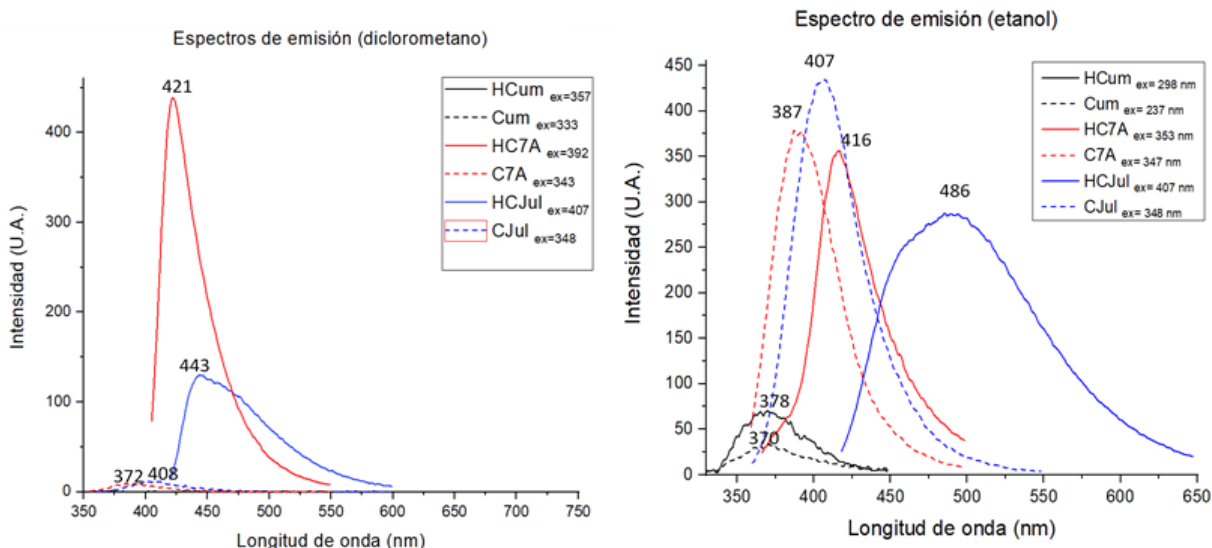 Espectros de emisión (diclorometano)
Intensidad (U.A.)
400
300
200
100
0
421
443
372
408
HCum ex=357
Cum ex=333
HC7A ex=392
C7A ex=343
HCJul ex=407
CJul ex=348
350 400 450 500 550 600 650 700 750
Longitud de onda (nm)
Espectro de emisión (etanol)
Intensidad (U.A.)
450
400
350
300
250
200
150
100
50
0
407
387
416
486
378
370
HCum ex= 298 nm
Cum ex= 237 nm
HC7A ex= 353 nm
C7A ex= 347 nm
HCJul ex= 407 nm
CJul ex= 348 nm
350 400 450 500 550 600 650
Longitud de onda (nm)